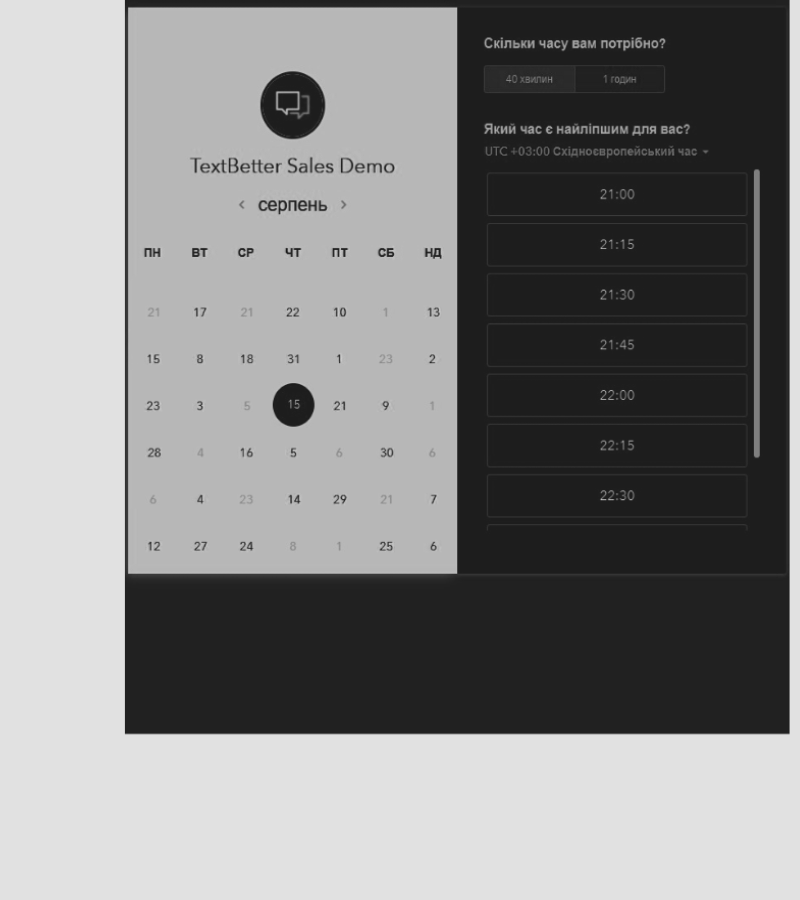 TextBetter Sales Demo
серпень
ПН ВТ СР ЧТ ПТ СБ НД
21 17 21 22 10 1 13
15 8 18 31 1 23 2
23 3 5 15 21 9 1
28 4 16 5 6 30 6
6 4 23 14 29 21 7
12 27 24 8 1 25 6
Скільки часу вам потрібно?
40 хвилин 1 годин
Який час є найліпшим для вас?
UTC +03:00 Східноєвропейський час
21:00
21:15
21:30
21:45
22:00
22:15
22:30